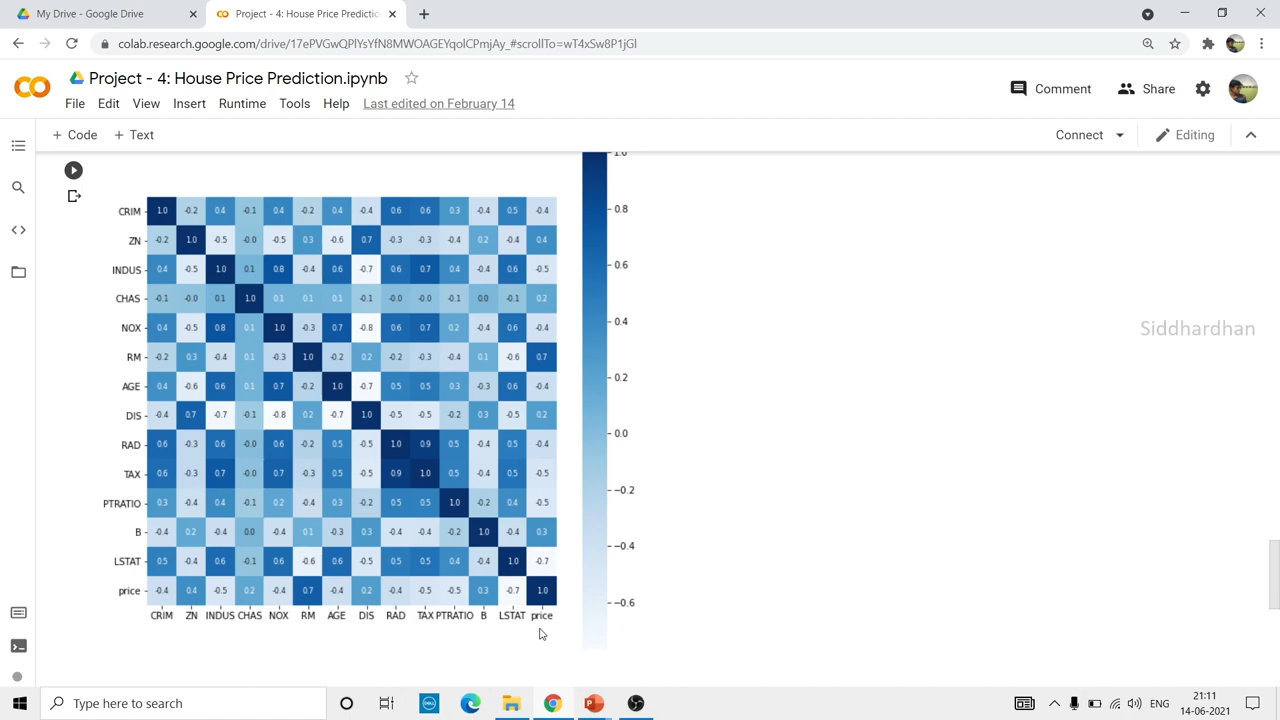 My Drive - Google Drive
Project - 4: House Price Predictio
colab.research.google.com/drive/17ePVGwQPlYsYfN8MWOAGEYqolCPmjAy_#scrollTo=wT4xSw8P1jGl
Project - 4: House Price Prediction.ipynb
Comment
Share
File Edit View Insert Runtime Tools Help Last edited on February 14
+ Code + Text
Connect
Editing
1.0
CRIM 1.0 -0.2 0.4 -0.1 0.4 -0.2 0.4 -0.4 0.6 0.6 0.3 -0.4 0.5 -0.4
0.8
ZN -0.2 1.0 -0.5 -0.0 -0.5 0.3 -0.6 0.7 -0.3 -0.3 -0.4 0.2 -0.4 0.4
INDUS 0.4 -0.5 1.0 0.1 0.8 -0.4 0.6 -0.7 0.6 0.7 0.4 -0.4 0.6 -0.5
0.6
CHAS -0.1 -0.0 0.1 1.0 0.1 0.1 0.1 -0.1 -0.0 -0.0 -0.1 0.0 -0.1 0.2
NOX 0.4 -0.5 0.8 0.1 1.0 -0.3 0.7 -0.8 0.6 0.7 0.2 -0.4 0.6 -0.4
0.4
Siddhardhan
RM -0.2 0.3 -0.4 0.1 -0.3 1.0 -0.2 0.2 -0.2 -0.3 -0.4 0.1 -0.6 0.7
AGE 0.4 -0.6 0.6 0.1 0.7 -0.2 1.0 -0.7 0.5 0.5 0.3 -0.3 0.6 -0.4
0.2
DIS -0.4 0.7 -0.7 -0.1 -0.8 0.2 -0.7 1.0 -0.5 -0.5 -0.2 0.3 -0.5 0.2
0.0
RAD 0.6 -0.3 0.6 -0.0 0.6 -0.2 0.5 -0.5 1.0 0.9 0.5 -0.4 0.5 -0.4
TAX 0.6 -0.3 0.7 -0.0 0.7 -0.3 0.5 -0.5 0.9 1.0 0.5 -0.4 0.5 -0.5
−0.2
PTRATIO 0.3 -0.4 0.4 -0.1 0.2 -0.4 0.3 -0.2 0.5 0.5 1.0 -0.2 0.4 -0.5
B -0.4 0.2 -0.4 0.0 -0.4 0.1 -0.3 0.3 -0.4 -0.4 -0.2 1.0 -0.4 0.3
−0.4
LSTAT 0.5 -0.4 0.6 -0.1 0.6 -0.6 0.6 -0.5 0.5 0.5 0.4 -0.4 1.0 -0.7
price -0.4 0.4 -0.5 0.2 -0.4 0.7 -0.4 0.2 -0.4 -0.5 -0.5 0.3 -0.7 1.0
−0.6
CRIM ZN INDUS CHAS NOX RM AGE DIS RAD TAX PTRATIO B LSTAT price
Type here to search
DELL
ENG
21:11
14-06-2021